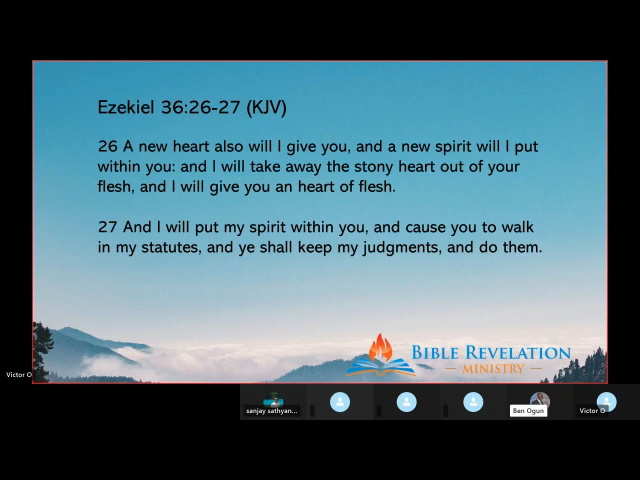 Ezekiel 36:26-27 (KJV)
26 A new heart also will I give you, and a new spirit will I put
within you: and I will take away the stony heart out of your
flesh, and I will give you an heart of flesh.
27 And I will put my spirit within you, and cause you to walk
in my statutes, and ye shall keep my judgments, and do them.
BIBLE REVELATION
MINISTRY
Victor O
sanjay sathyan...
Ben Ogun
Victor O